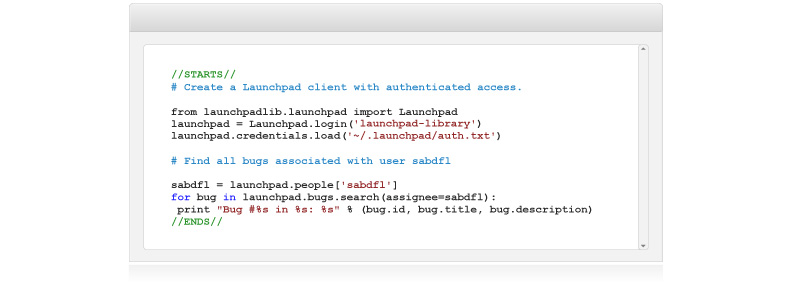 //STARTS//
# Create a Launchpad client with authenticated access.
from launchpadlib.launchpad import Launchpad
launchpad = Launchpad.login('launchpad-library')
launchpad.credentials.load('~/.launchpad/auth.txt')
# Find all bugs associated with user sabdfl
sabdfl = launchpad.people['sabdfl']
for bug in launchpad.bugs.search(assignee=sabdfl):
print "Bug #%s in %s: %s" % (bug.id, bug.title, bug.description)
//ENDS//